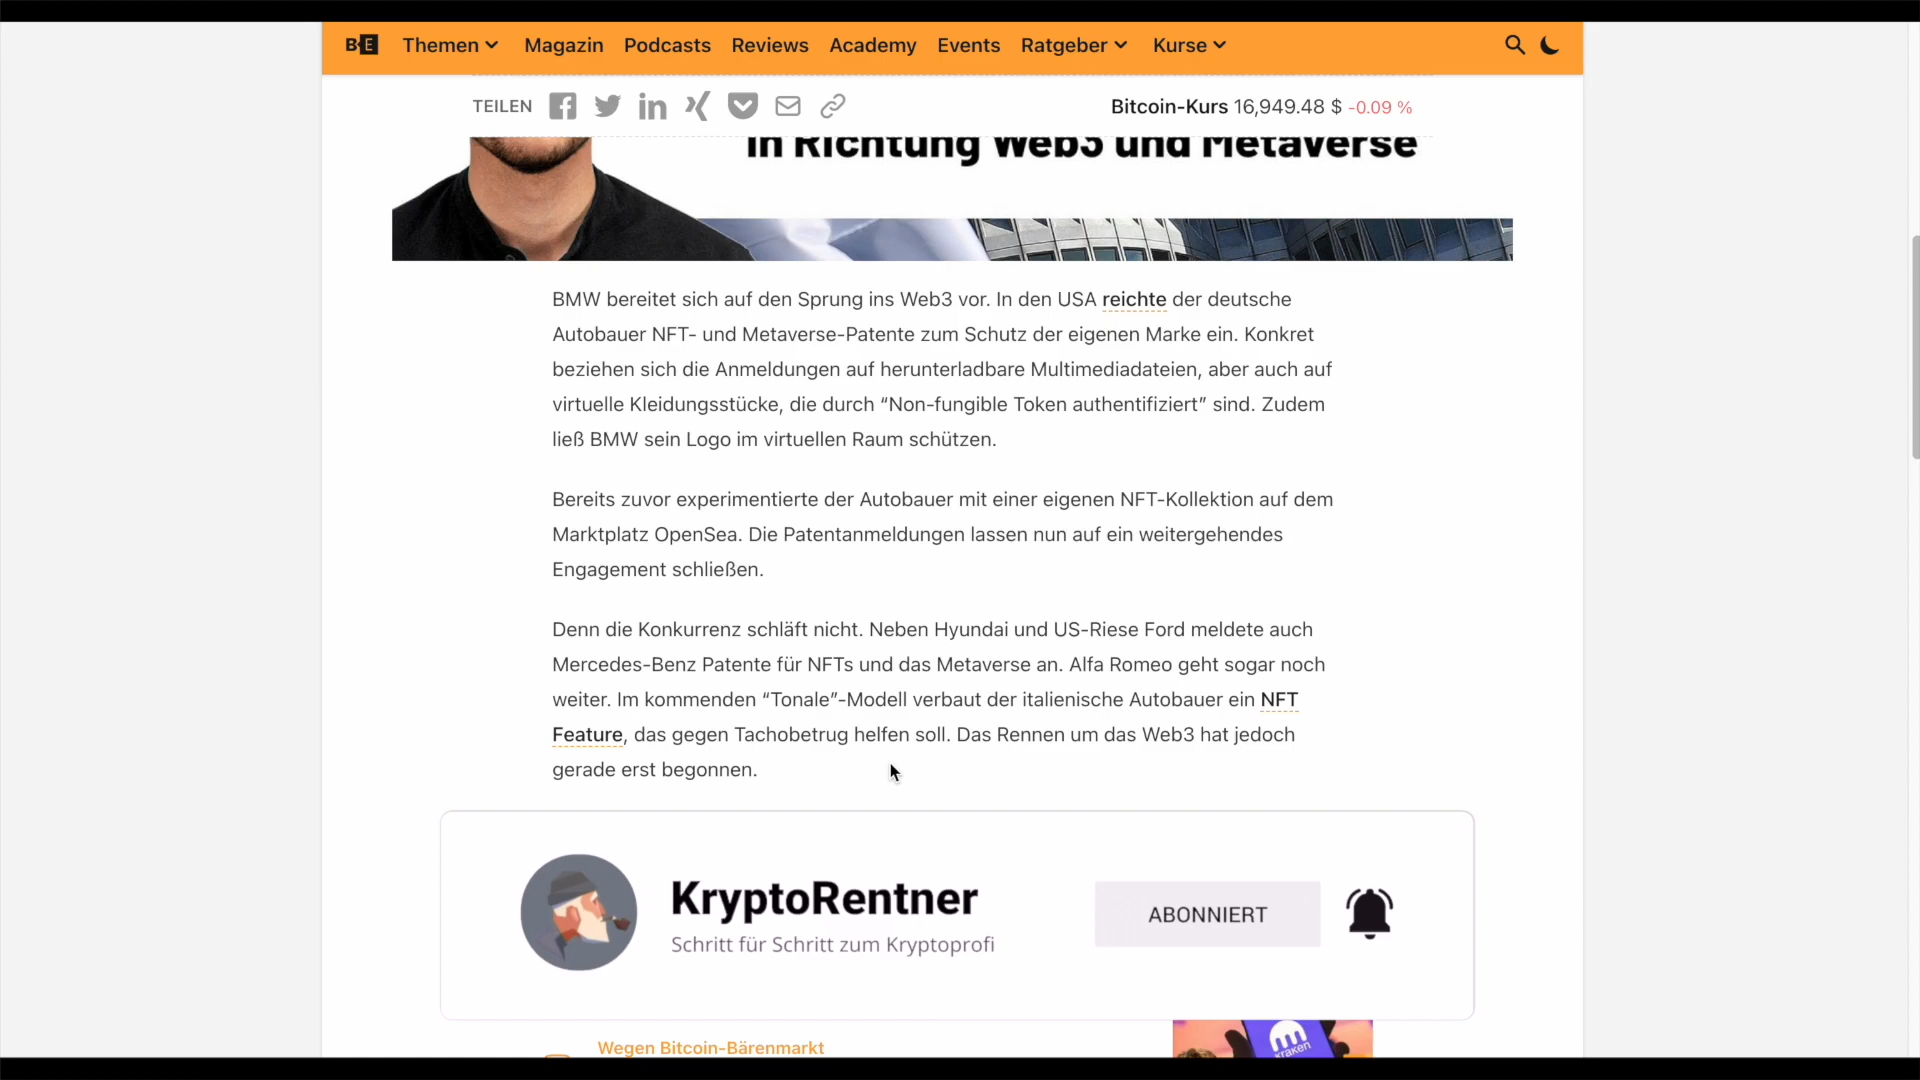 BE Themen Magazin Podcasts Reviews Academy Events Ratgeber Kurse
TEILEN Bitcoin-Kurs 16,949.48 $ -0.09 %
in Richtung Web3 und Metaverse
BMW bereitet sich auf den Sprung ins Web3 vor. In den USA reichte der deutsche
Autobauer NFT- und Metaverse-Patente zum Schutz der eigenen Marke ein. Konkret
beziehen sich die Anmeldungen auf herunterladbare Multimediadateien, aber auch auf
virtuelle Kleidungsstücke, die durch “Non-fungible Token authentifiziert” sind. Zudem
ließ BMW sein Logo im virtuellen Raum schützen.
Bereits zuvor experimentierte der Autobauer mit einer eigenen NFT-Kollektion auf dem
Marktplatz OpenSea. Die Patentanmeldungen lassen nun auf ein weitergehendes
Engagement schließen.
Denn die Konkurrenz schläft nicht. Neben Hyundai und US-Riese Ford meldete auch
Mercedes-Benz Patente für NFTs und das Metaverse an. Alfa Romeo geht sogar noch
weiter. Im kommenden “Tonale”-Modell verbaut der italienische Autobauer ein NFT
Feature, das gegen Tachobetrug helfen soll. Das Rennen um das Web3 hat jedoch
gerade erst begonnen.
KryptoRentner
Schritt für Schritt zum Kryptoprofi
ABONNIERT
Wegen Bitcoin-Bärenmarkt
kraken